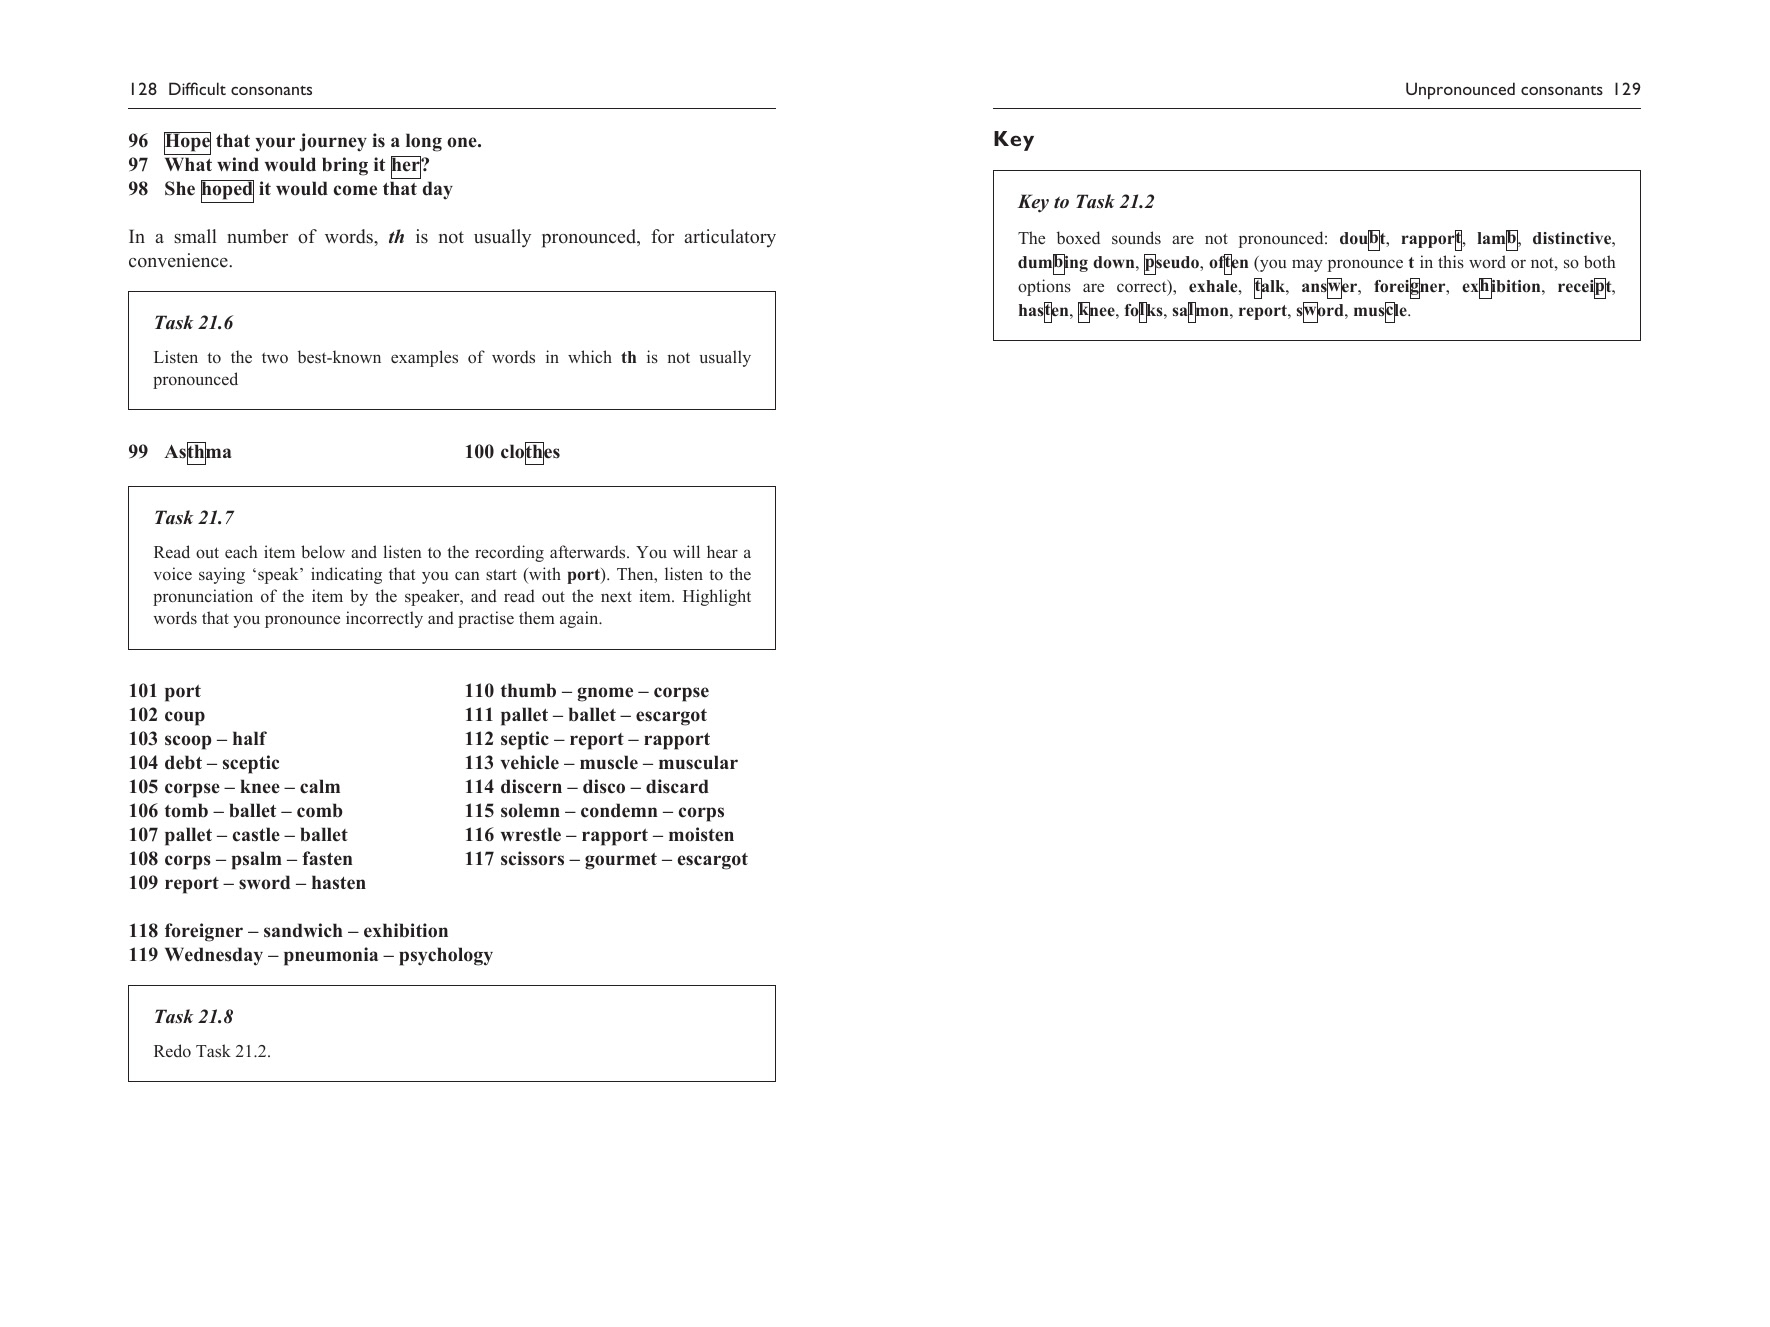 128 Difficult consonants
96 Hope that your journey is a long one.
97 What wind would bring it her?
98 She hoped it would come that day
In a small number of words, th is not usually pronounced, for articulatory
convenience.
Task 21.6
Listen to the two best-known examples of words in which th is not usually
pronounced
99 Asthma
100 clothes
Task 21.7
Read out each item below and listen to the recording afterwards. You will hear a
voice saying ‘speak’ indicating that you can start (with port). Then, listen to the
pronunciation of the item by the speaker, and read out the next item. Highlight
words that you pronounce incorrectly and practise them again.
101 port
102 coup
103 scoop – half
104 debt – sceptic
105 corpse – knee – calm
106 tomb – ballet – comb
107 pallet – castle – ballet
108 corps – psalm – fasten
109 report – sword – hasten
110 thumb – gnome – corpse
111 pallet – ballet – escargot
112 septic – report – rapport
113 vehicle – muscle – muscular
114 discern – disco – discard
115 solemn – condemn – corps
116 wrestle – rapport – moisten
117 scissors – gourmet – escargot
118 foreigner – sandwich – exhibition
119 Wednesday – pneumonia – psychology
Task 21.8
Redo Task 21.2.
Unpronounced consonants 129
Key
Key to Task 21.2
The boxed sounds are not pronounced: doubt, rapport, lamb, distinctive,
dumbing down, pseudo, often (you may pronounce t in this word or not, so both
options are correct), exhale, talk, answer, foreigner, exhibition, receipt,
hasten, knee, folks, salmon, report, sword, muscle.